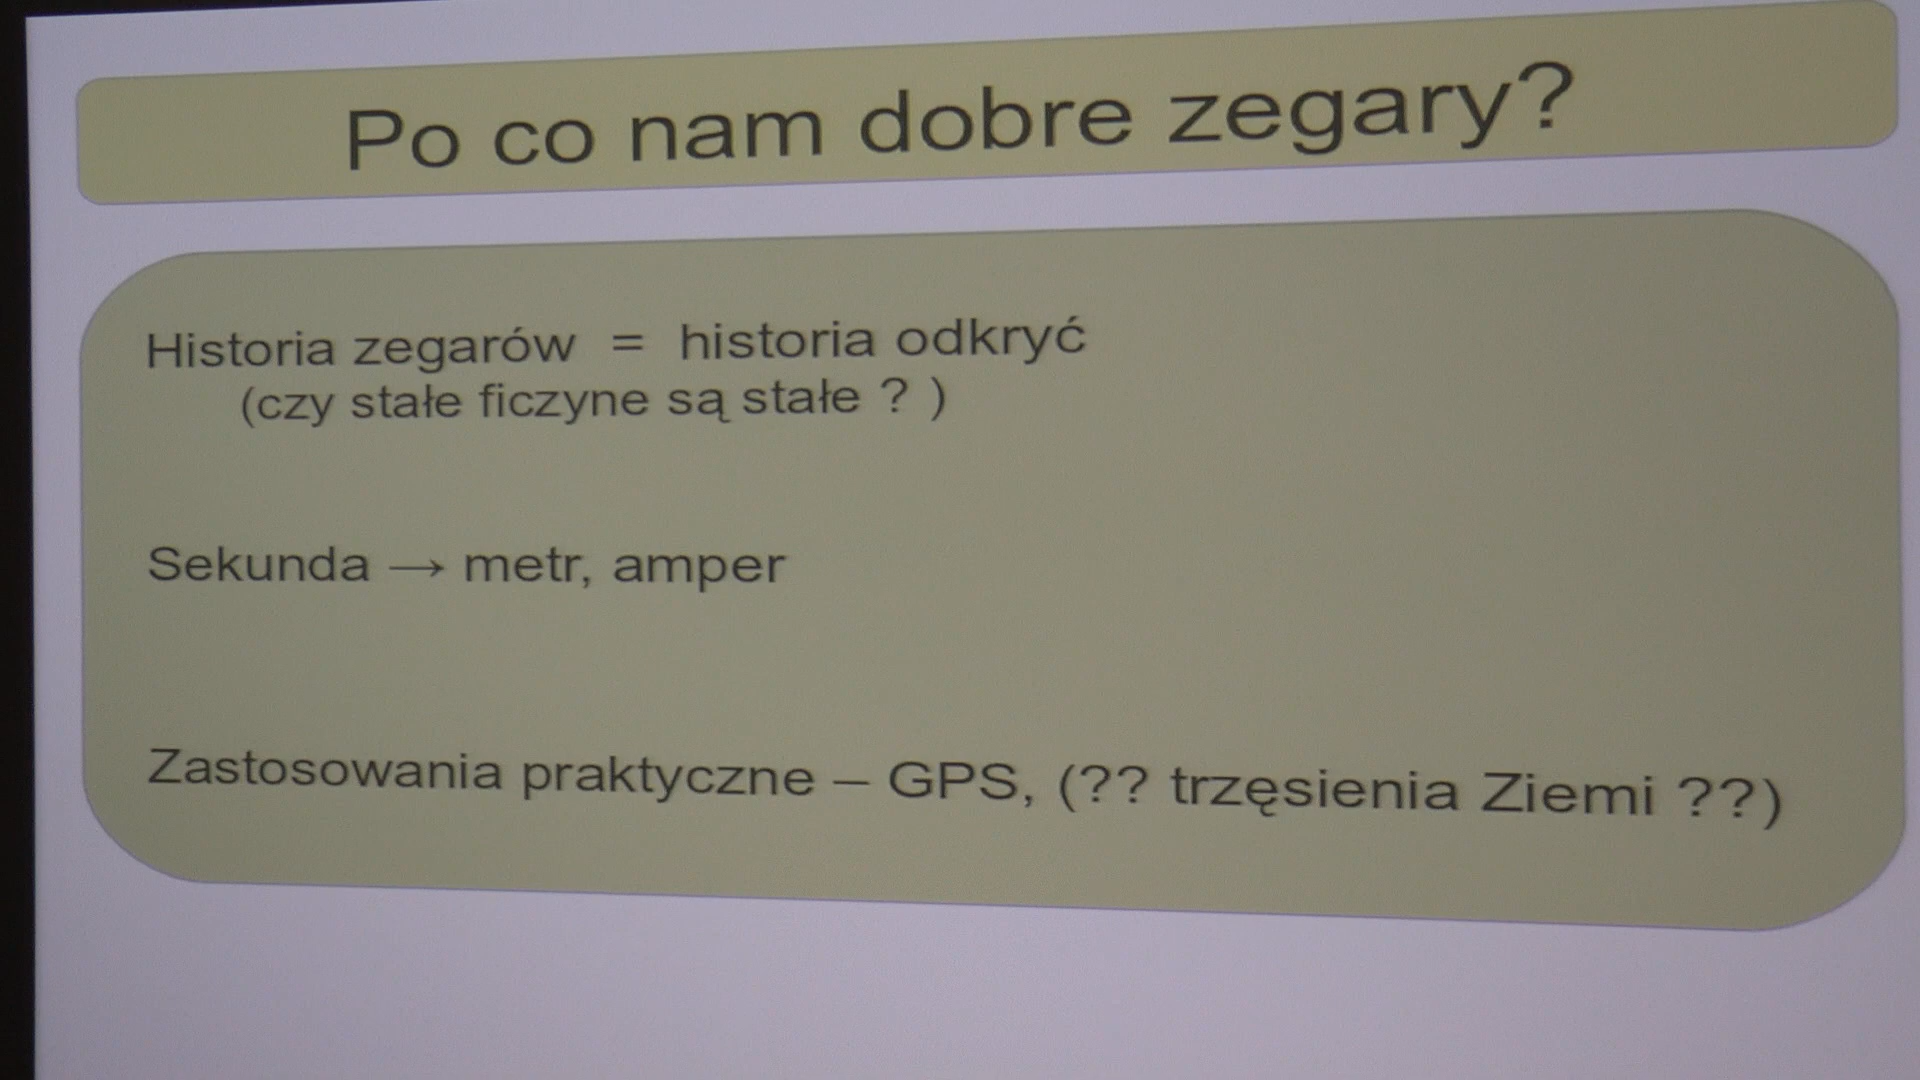 Po co nam dobre zegary?
Historia zegarów = historia odkryć
(czy stałe ficzyne są stałe ? )
Sekunda → metr, amper
Zastosowania praktyczne – GPS, (?? trzęsienia Ziemi ??)